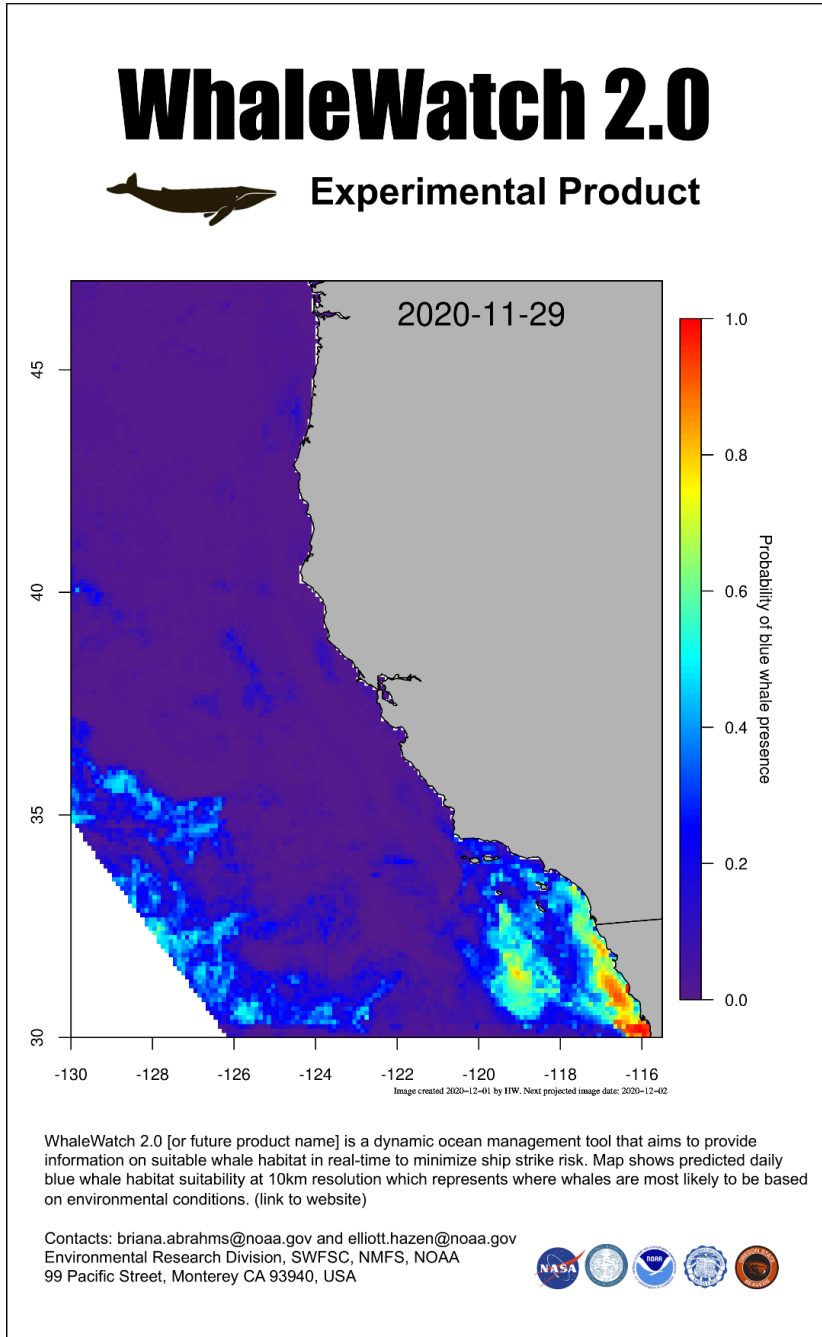 WhaleWatch 2.0
Experimental Product
2020-11-29
45
40
35
30
-130
-128
-126
-124
-122
-120
-118
-116
1.0
0.8
0.6
0.4
0.2
0.0
Probability of blue whale presence
Image created 2020-12-01 by HW. Next projected image date: 2020-12-02
WhaleWatch 2.0 [or future product name] is a dynamic ocean management tool that aims to provide
information on suitable whale habitat in real-time to minimize ship strike risk. Map shows predicted daily
blue whale habitat suitability at 10km resolution which represents where whales are most likely to be based
on environmental conditions. (link to website)
Contacts: briana.abrahms@noaa.gov and elliott.hazen@noaa.gov
Environmental Research Division, SWFSC, NMFS, NOAA
99 Pacific Street, Monterey CA 93940, USA
NASA
NOAA
OREGON STATE
BEAVERS